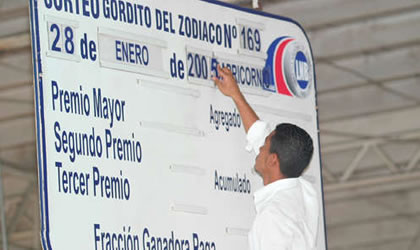 SORTEO GORDITO DEL ZODIACO Nº 169
28 de ENERO de 200 CAPRICORNIO
Premio Mayor
Agregado
Segundo Premio
Tercer Premio
Acumulado
Fracción Ganadora Paga